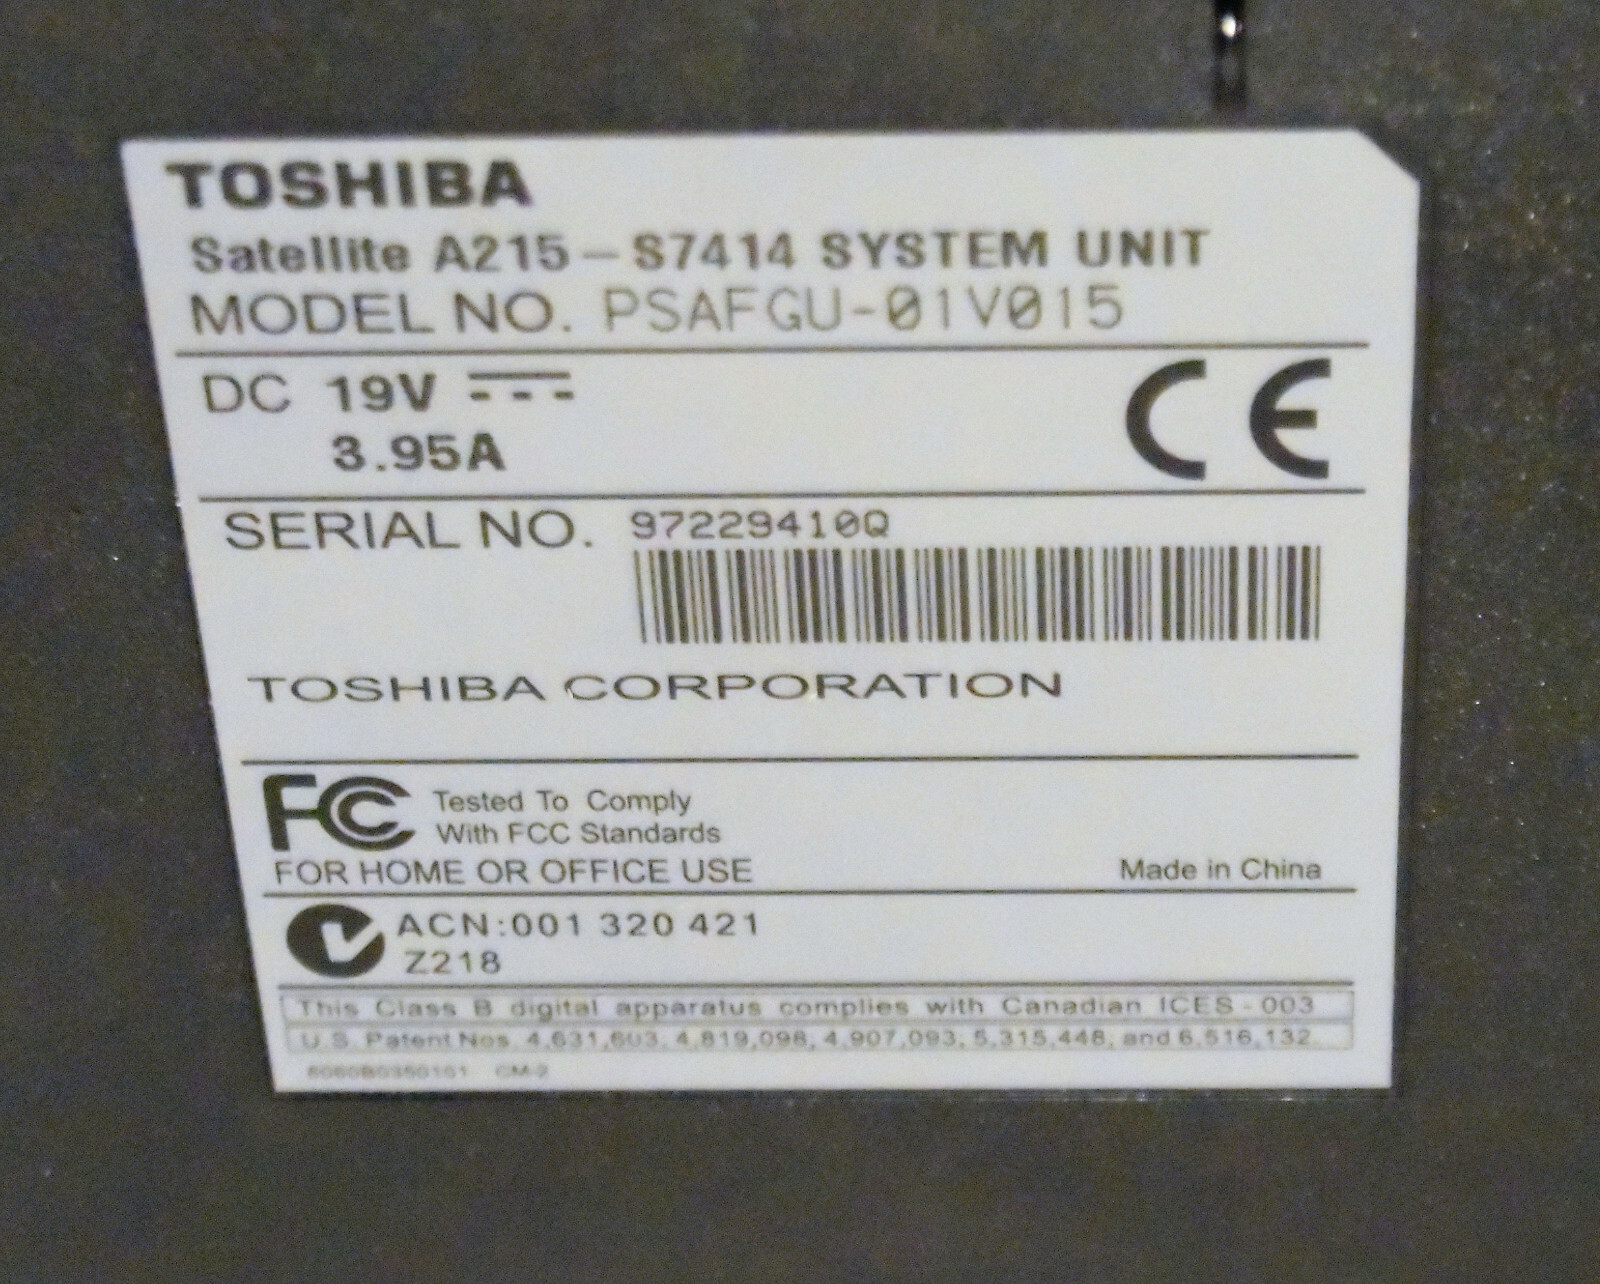 TOSHIBA
Satellite A215-S7414 SYSTEM UNIT
MODEL NO. PSAFGU-01V015
DC 19V
3.95A
CE
SERIAL NO. 97229410Q
TOSHIBA CORPORATION
FC Tested To Comply
With FCC Standards
FOR HOME OR OFFICE USE
Made in China
ACN:001 320 421
Z218
This Class B digital apparatus complies with Canadian ICES-003
U.S. Patent Nos. 4,631,603, 4,819,098, 4,907,093, 5,315,448, and 6,516,132.
6060B0350101 GM-2